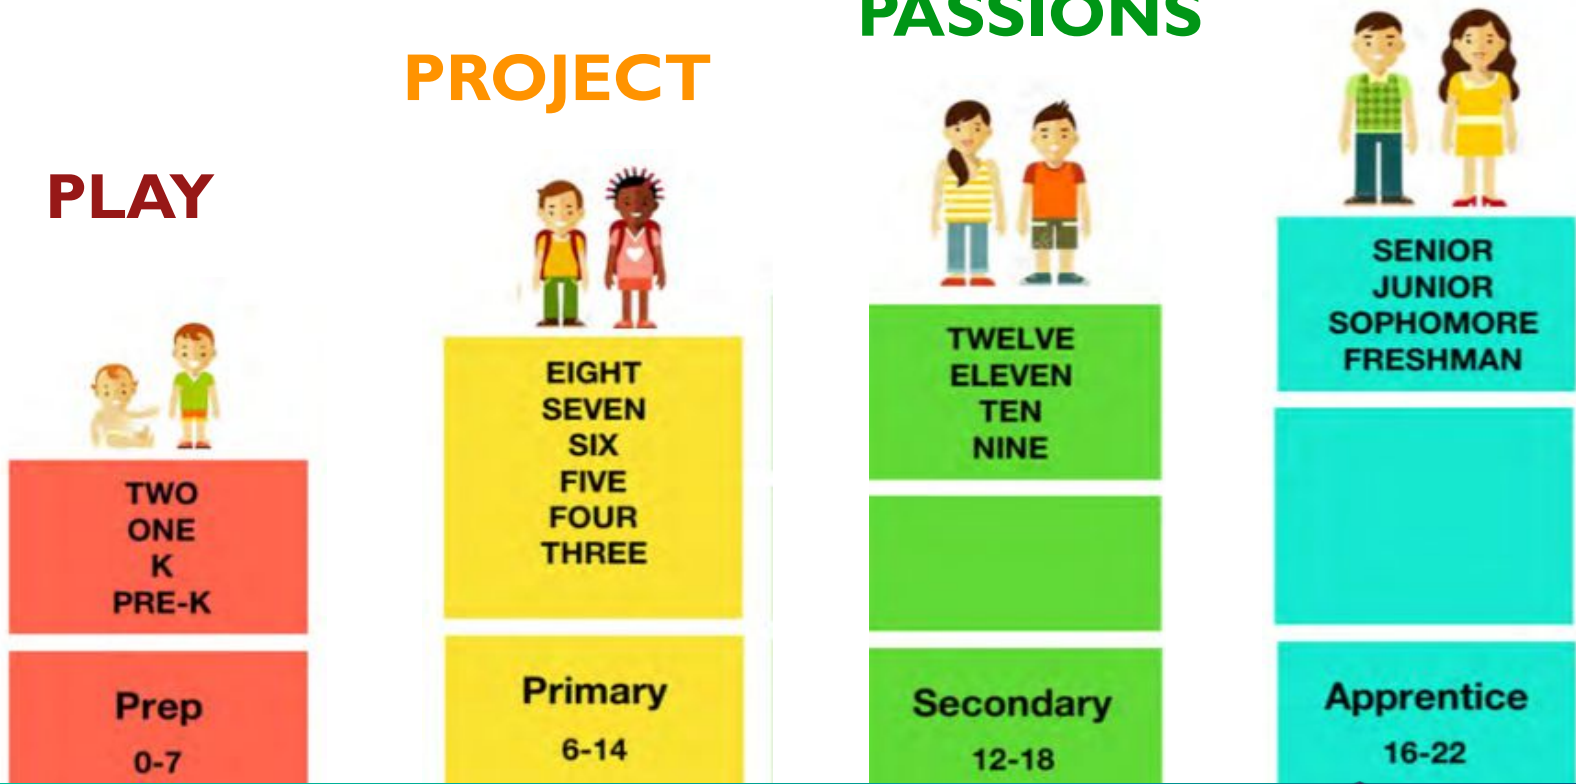 PLAY
TWO
ONE
K
PRE-K
Prep
0-7
PROJECT
EIGHT
SEVEN
SIX
FIVE
FOUR
THREE
Primary
6-14
PASSIONS
TWELVE
ELEVEN
TEN
NINE
Secondary
12-18
SENIOR
JUNIOR
SOPHOMORE
FRESHMAN
Apprentice
16-22